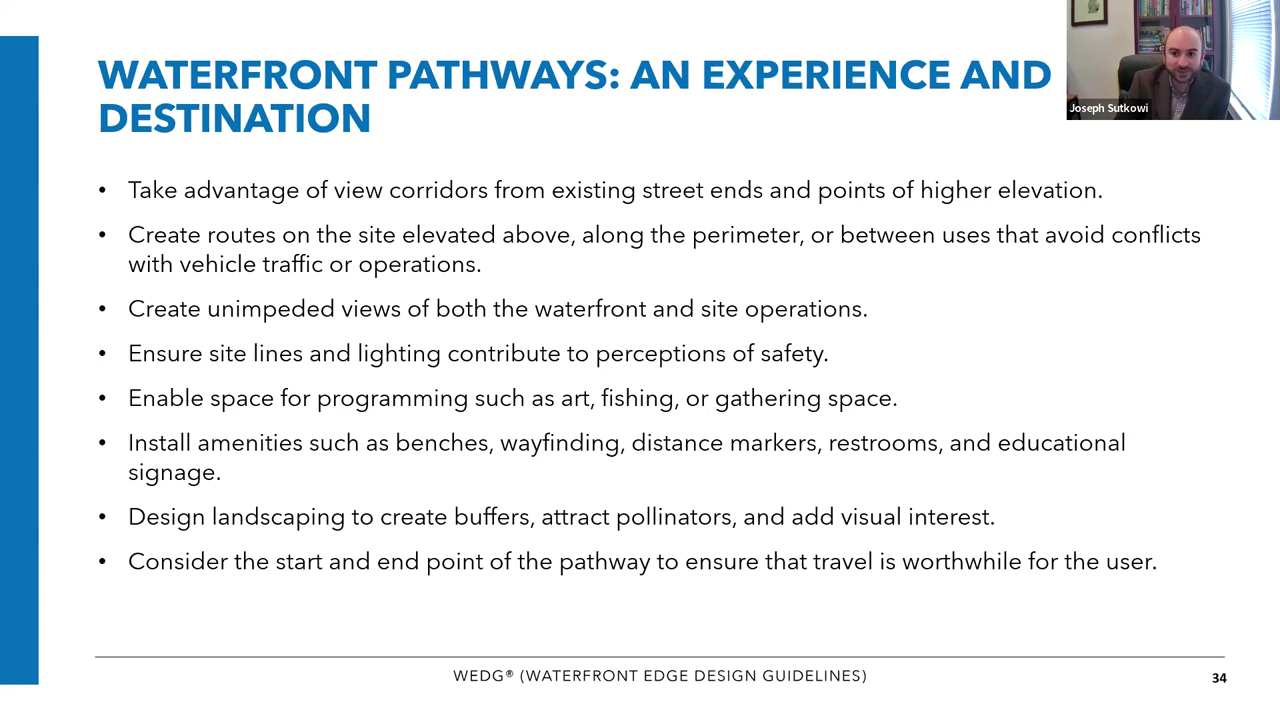 WATERFRONT PATHWAYS: AN EXPERIENCE AND
DESTINATION
Joseph Sutkowi
• Take advantage of view corridors from existing street ends and points of higher elevation.
• Create routes on the site elevated above, along the perimeter, or between uses that avoid conflicts
with vehicle traffic or operations.
• Create unimpeded views of both the waterfront and site operations.
• Ensure site lines and lighting contribute to perceptions of safety.
• Enable space for programming such as art, fishing, or gathering space.
• Install amenities such as benches, wayfinding, distance markers, restrooms, and educational
signage.
• Design landscaping to create buffers, attract pollinators, and add visual interest.
• Consider the start and end point of the pathway to ensure that travel is worthwhile for the user.
WEDG® (WATERFRONT EDGE DESIGN GUIDELINES)
34